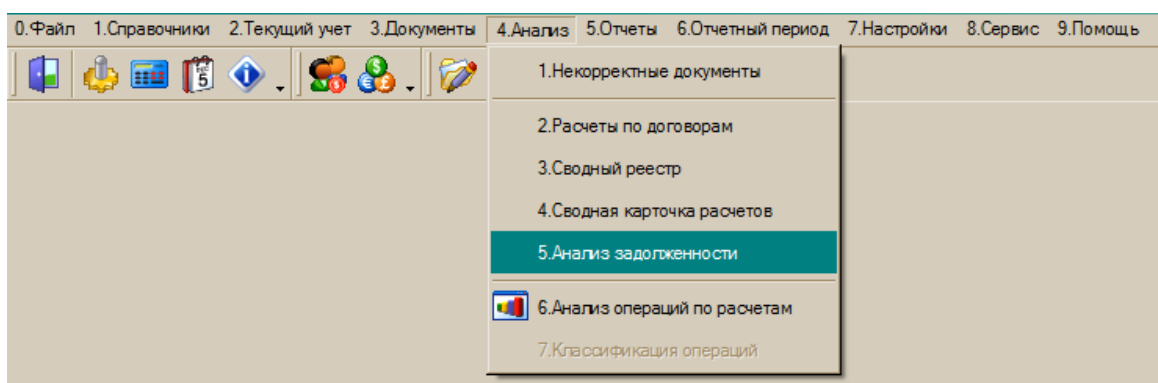 0.Файл 1.Справочники 2.Текущий учет 3.Документы 4.Анализ 5.Отчеты 6.Отчетный период 7.Настройки 8.Сервис 9.Помощь
5
1.Некорректные документы
2.Расчеты по договорам
3.Сводный реестр
4.Сводная карточка расчетов
5.Анализ задолженности
6.Анализ операций по расчетам
7.Классификация операций